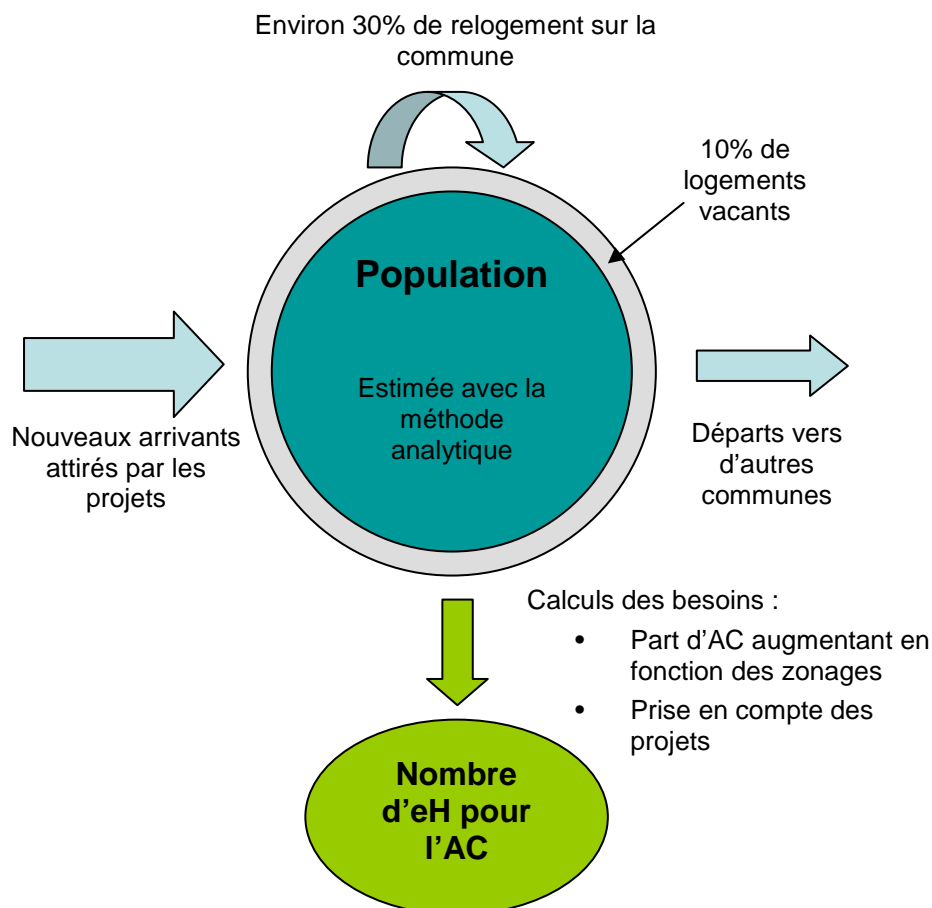 Environ 30% de relogement sur la
commune
10% de
logements
vacants
Population
Estimée avec la
méthode
analytique
Nouveaux arrivants
attirés par les
projets
Départs vers
d’autres
communes
Calculs des besoins :
• Part d’AC augmentant en
fonction des zonages
• Prise en compte des
projets
Nombre
d’eH pour
l’AC